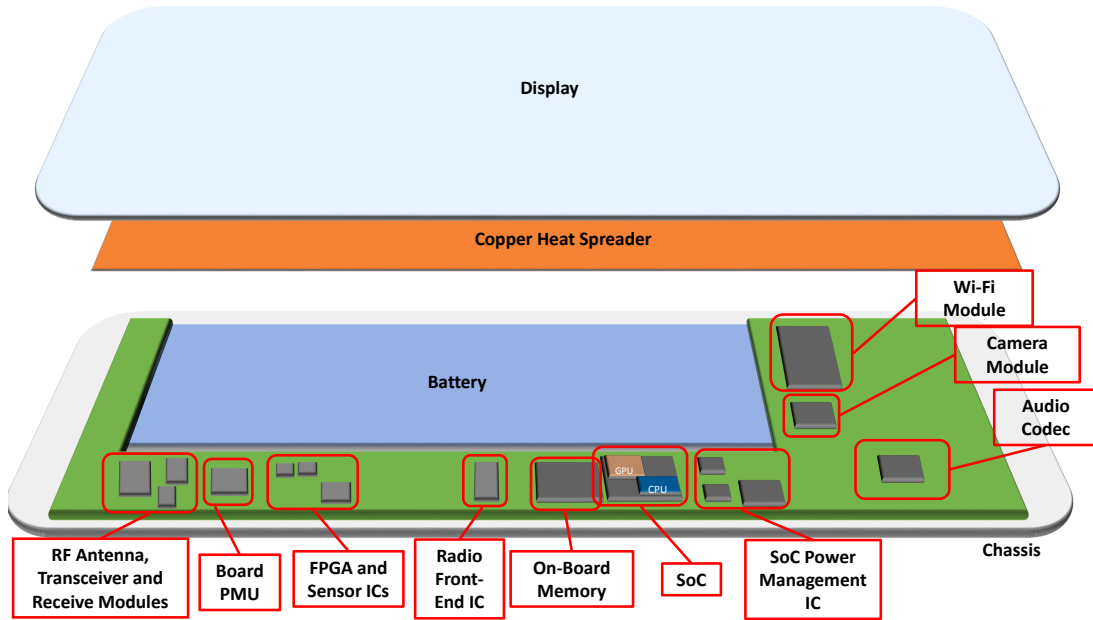 Display
Copper Heat Spreader
Wi-Fi
Module
Camera
Module
Battery
Audio
Codec
GPU
CPU
Chassis
RF Antenna,
Transceiver and
Receive Modules
Board
PMU
FPGA and
Sensor ICs
Radio
Front-
End IC
On-Board
Memory
SoC
SoC Power
Management
IC